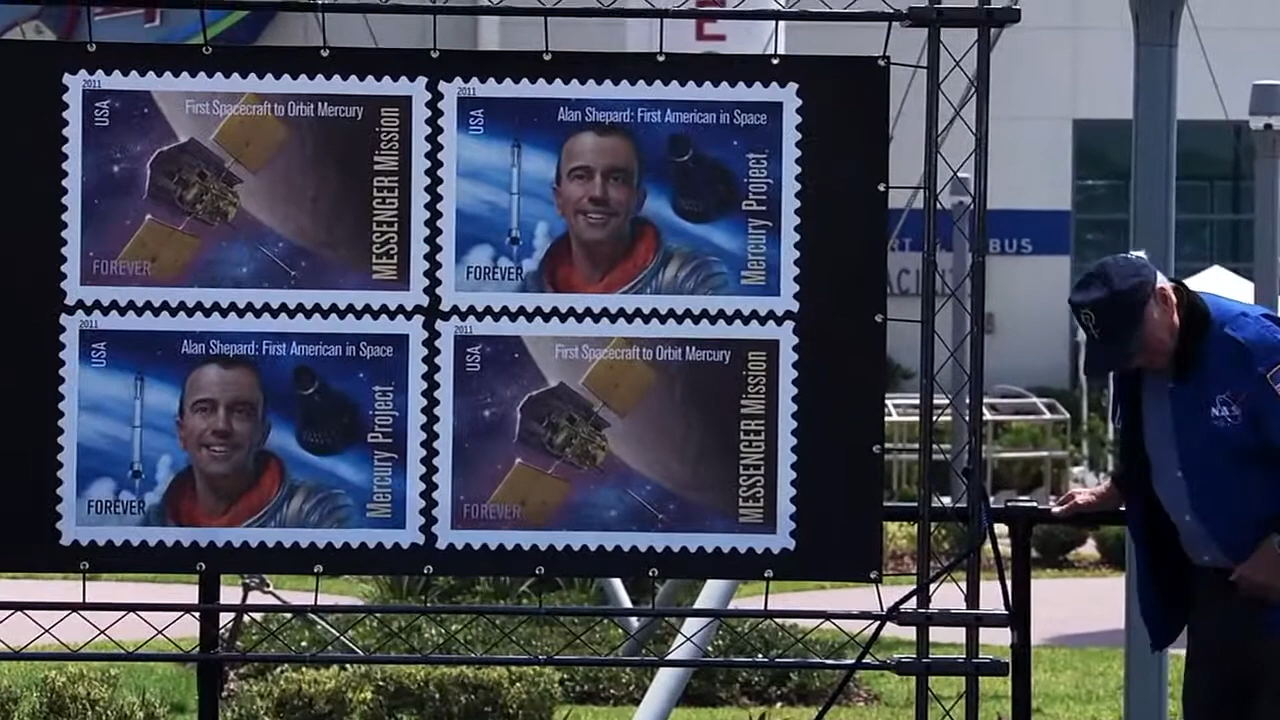 2011
USA
First Spacecraft to Orbit Mercury
MESSENGER Mission
FOREVER
2011
USA
Alan Shepard: First American in Space
Mercury Project
FOREVER
2011
USA
Alan Shepard: First American in Space
Mercury Project
FOREVER
2011
USA
First Spacecraft to Orbit Mercury
MESSENGER Mission
FOREVER
BUS